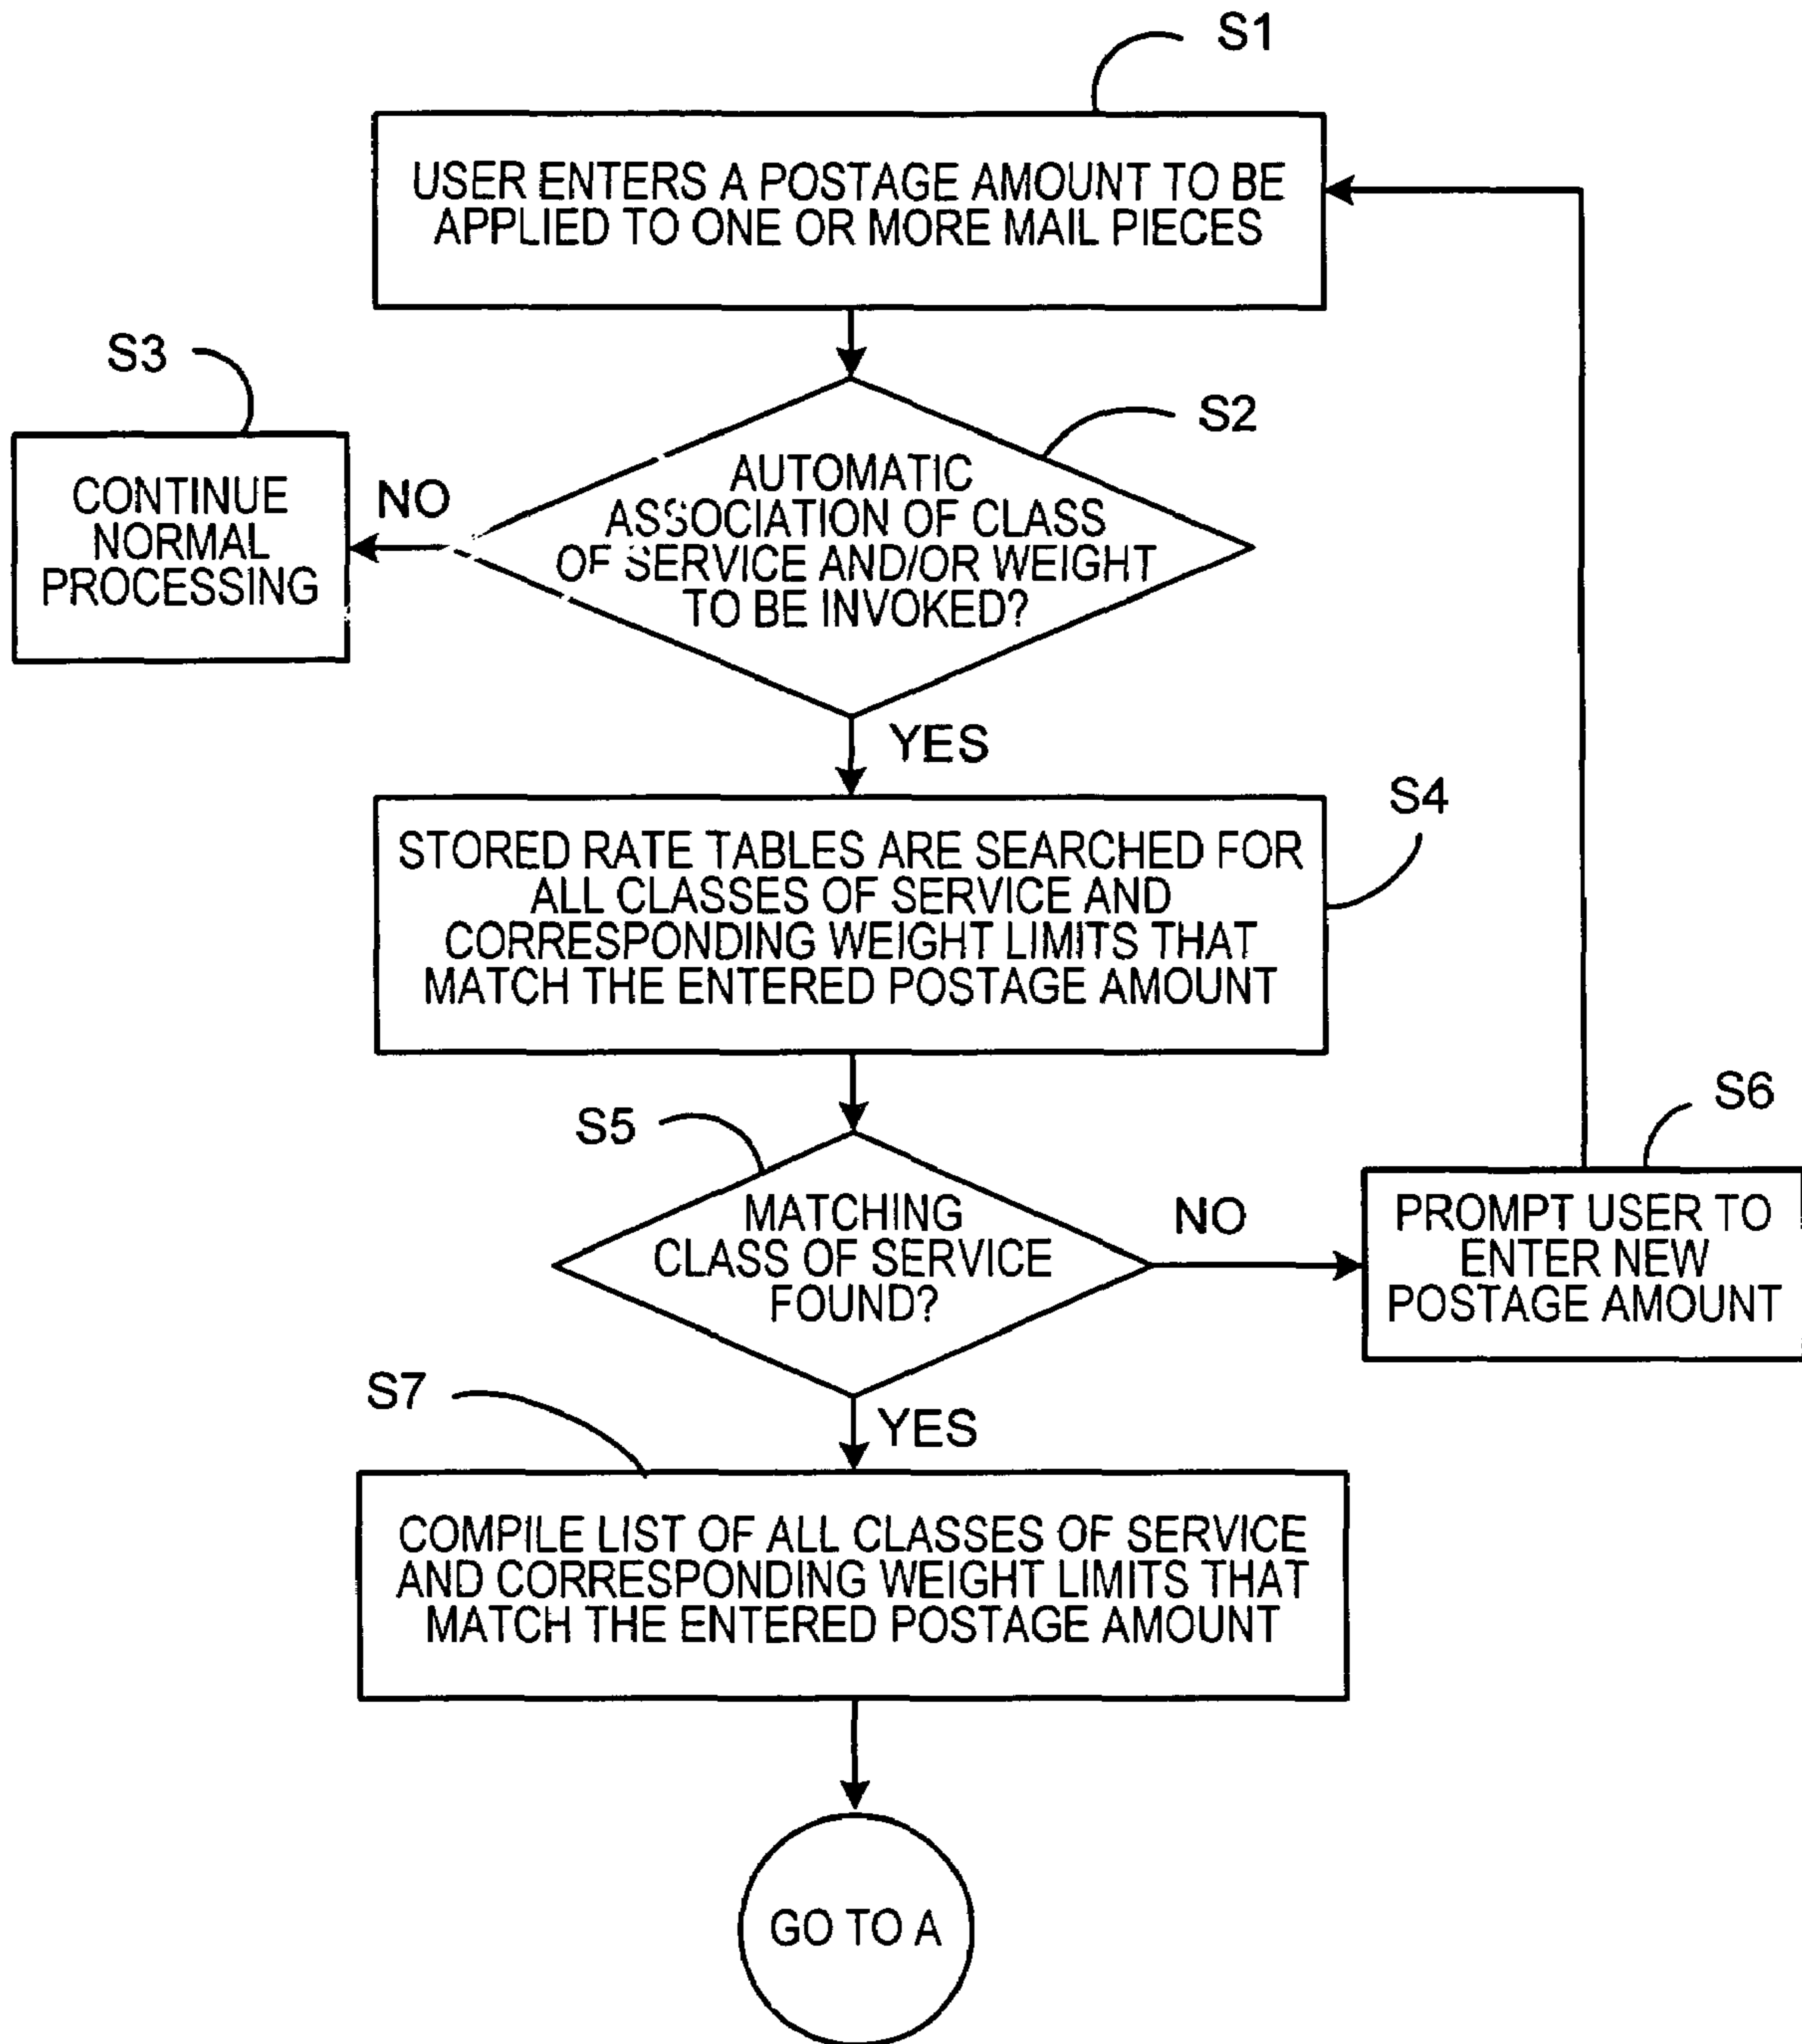 S1
USER ENTERS A POSTAGE AMOUNT TO BE
APPLIED TO ONE OR MORE MAIL PIECES
S3
S2
CONTINUE
NORMAL
PROCESSING
NO
AUTOMATIC
ASSOCIATION OF CLASS
OF SERVICE AND/OR WEIGHT
TO BE INVOKED?
YES
S4
STORED RATE TABLES ARE SEARCHED FOR
ALL CLASSES OF SERVICE AND
CORRESPONDING WEIGHT LIMITS THAT
MATCH THE ENTERED POSTAGE AMOUNT
S5
S6
MATCHING
CLASS OF SERVICE
FOUND?
NO
PROMPT USER TO
ENTER NEW
POSTAGE AMOUNT
S7
YES
COMPILE LIST OF ALL CLASSES OF SERVICE
AND CORRESPONDING WEIGHT LIMITS THAT
MATCH THE ENTERED POSTAGE AMOUNT
GO TO A